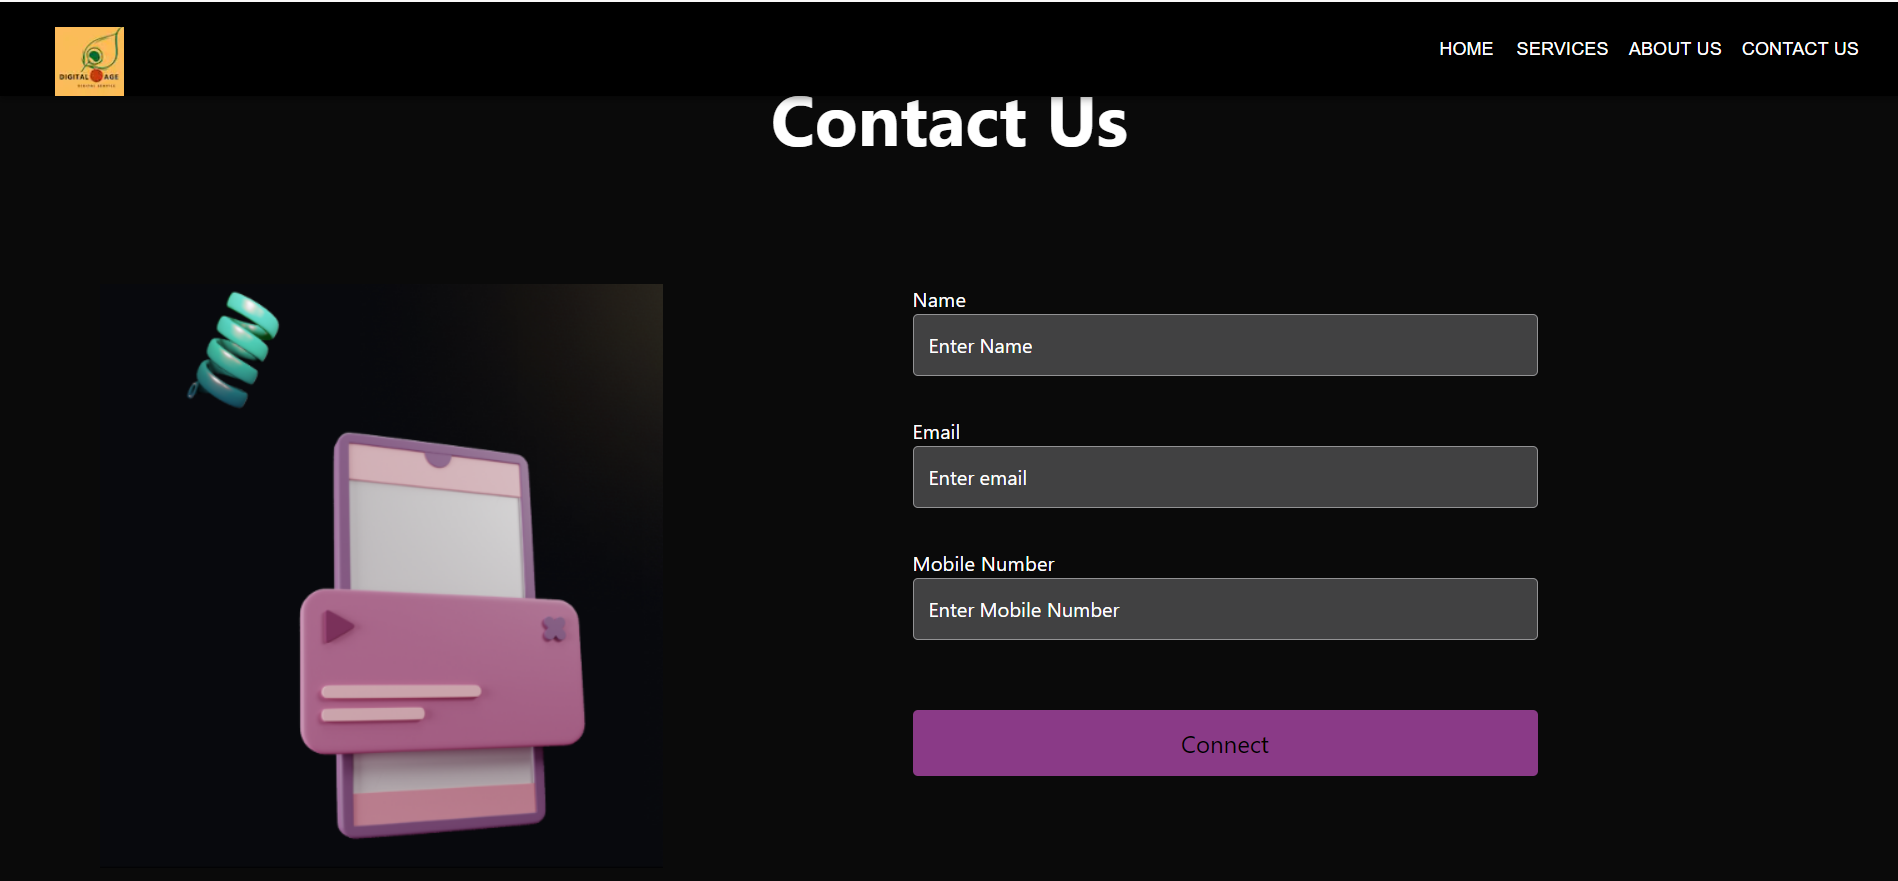 DIGITAL AGE
HOME SERVICES ABOUT US CONTACT US
Contact Us
Name
Enter Name
Email
Enter email
Mobile Number
Enter Mobile Number
Connect